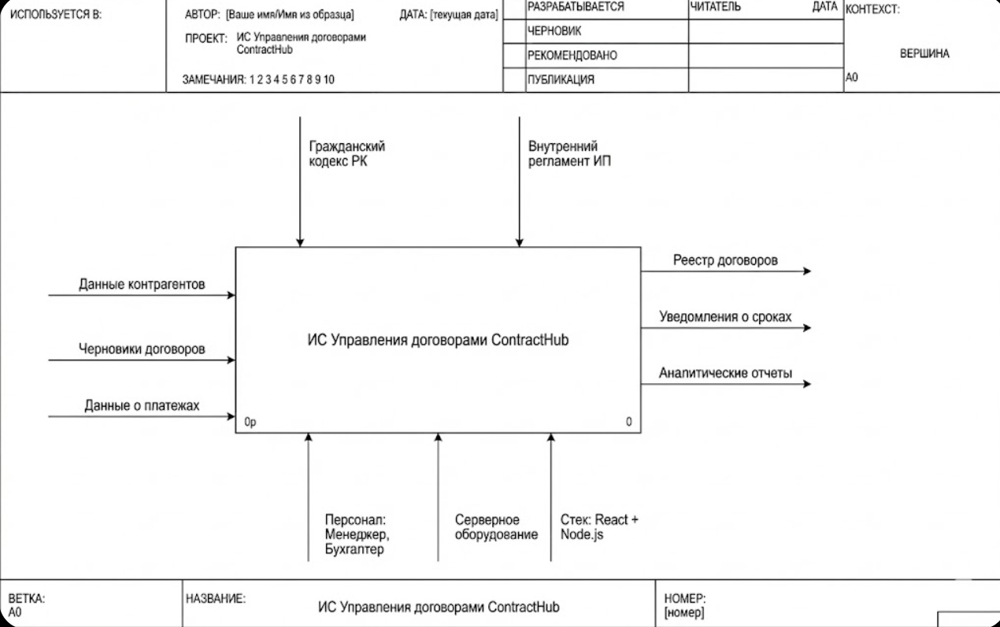 ИСПОЛЬЗУЕТСЯ В:
АВТОР: [Ваше имя/Имя из образца]
ДАТА: [текущая дата]
ПРОЕКТ: ИС Управления договорами
ContractHub
ЗАМЕЧАНИЯ: 1 2 3 4 5 6 7 8 9 10
РАЗРАБАТЫВАЕТСЯ
ЧЕРНОВИК
РЕКОМЕНДОВАНО
ПУБЛИКАЦИЯ
ЧИТАТЕЛЬ
ДАТА
КОНТЕХСТ:
ВЕРШИНА
A0
Гражданский
кодекс РК
Внутренний
регламент ИП
Данные контрагентов
Черновики договоров
Данные о платежах
ИС Управления договорами ContractHub
0р
0
Реестр договоров
Уведомления о сроках
Аналитические отчеты
Персонал:
Менеджер,
Бухгалтер
Серверное
оборудование
Стек: React +
Node.js
ВЕТКА:
A0
НАЗВАНИЕ:
ИС Управления договорами ContractHub
НОМЕР:
[номер]